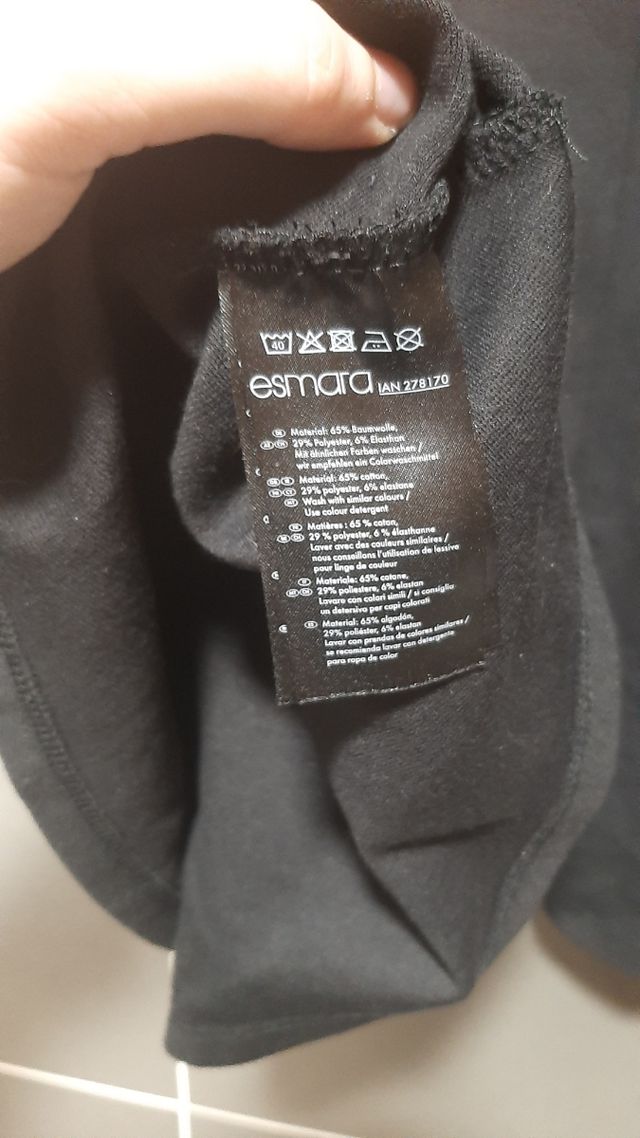 40
esmara IAN 278170
Material: 65% Baumwolle,
29% Polyester, 6% Elasthan
Mit ähnlichen Farben waschen /
wir empfehlen ein Colorwaschmittel
Material: 65% cotton,
29% polyester, 6% elastane
Wash with similar colours /
Use colour detergent
Matières : 65 % coton,
29 % polyester, 6 % élasthanne
Laver avec des couleurs similaires /
nous conseillons l'utilisation de lessive
pour linge de couleur
Materiale: 65% cotone,
29% poliestere, 6% elastan
Lavare con colori simili / si consiglia
un detersivo per capi colorati
Material: 65% algodón,
29% poliéster, 6% elastan
Lavar con prendas de colores similares /
se recomienda lavar con detergente
para ropa de color